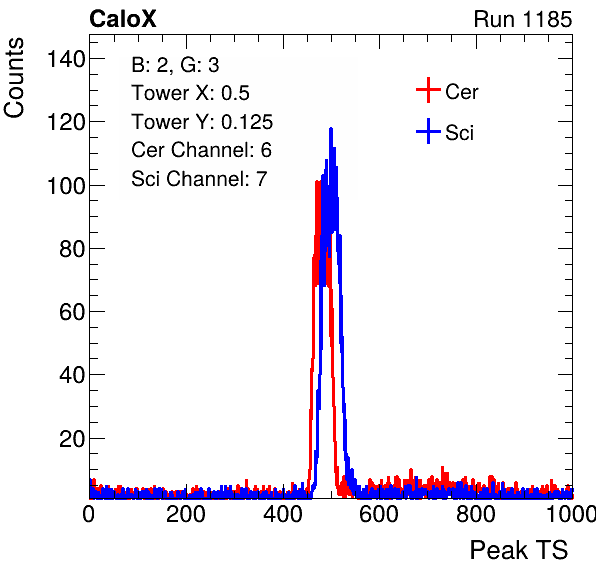 CaloX Run 1185
Counts
B: 2, G: 3
Tower X: 0.5
Tower Y: 0.125
Cer Channel: 6
Sci Channel: 7
Cer
Sci
140
120
100
80
60
40
20
0 200 400 600 800 1000
Peak TS